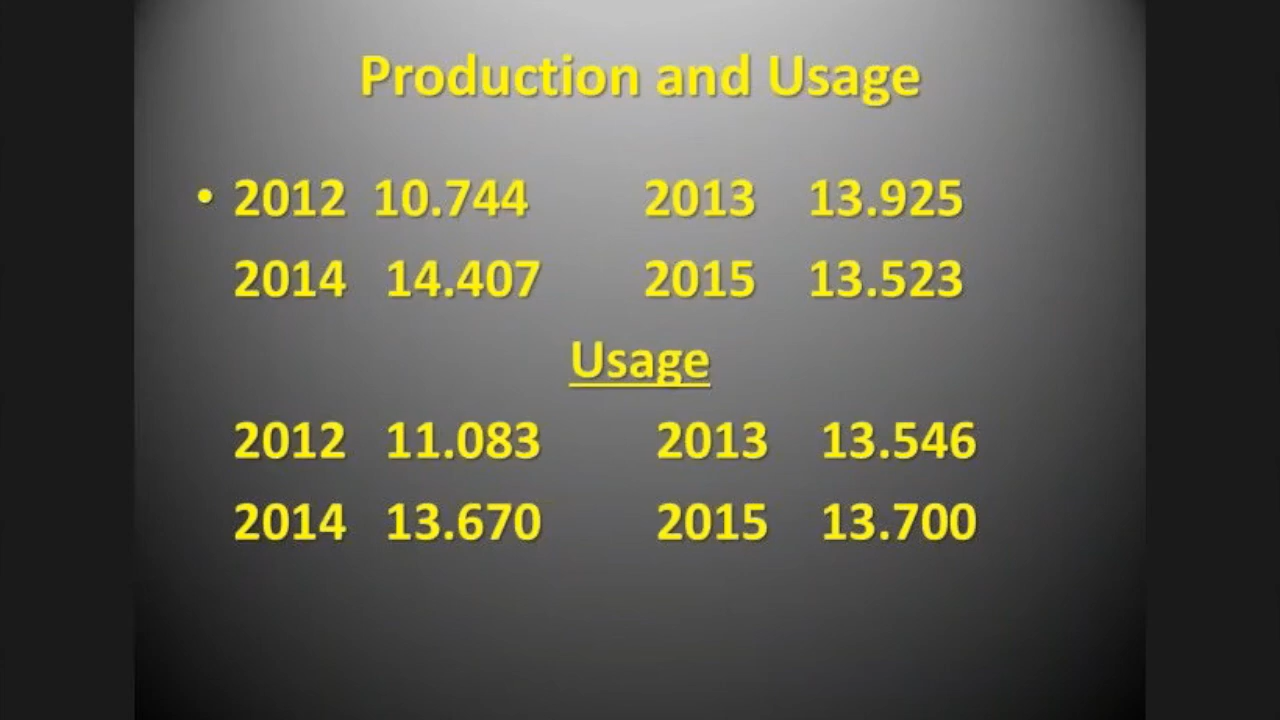 Production and Usage
• 2012 10.744 2013 13.925
2014 14.407 2015 13.523
Usage
2012 11.083 2013 13.546
2014 13.670 2015 13.700